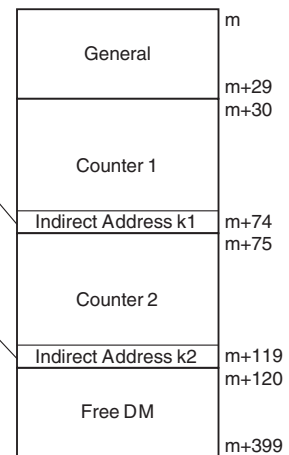 m
General
m+29
m+30
Counter 1
Indirect Address k1 m+74
m+75
Counter 2
Indirect Address k2 m+119
m+120
Free DM
m+399